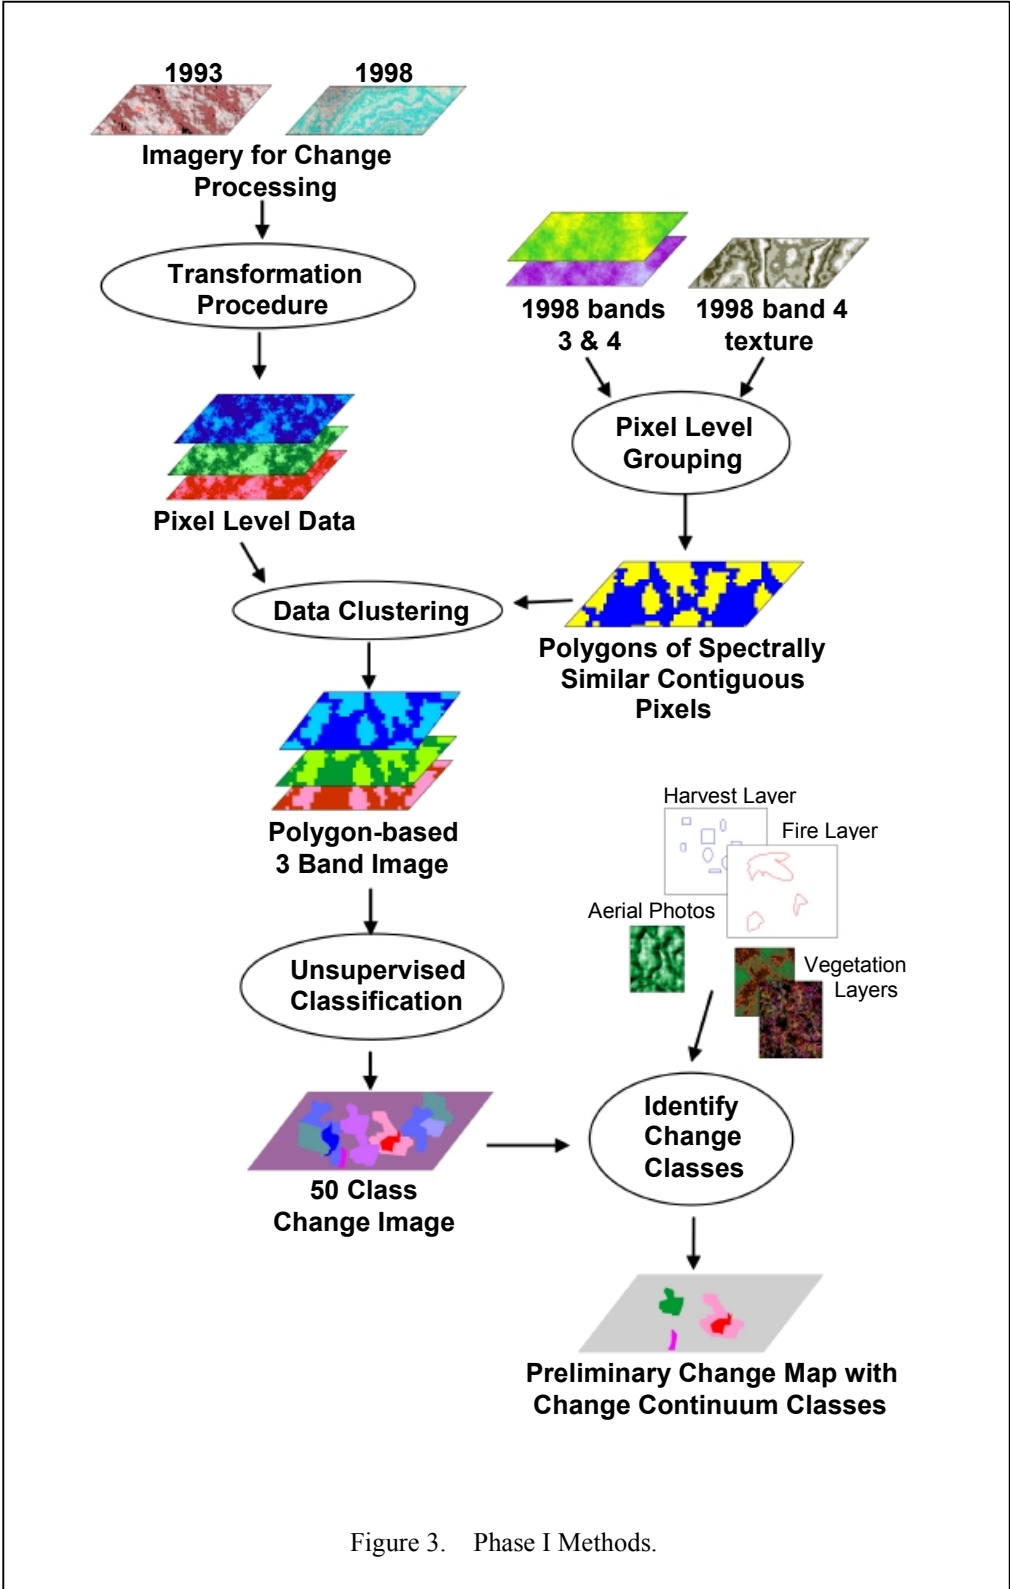 1993
1998
Imagery for Change
Processing
Transformation
Procedure
1998 bands
3 & 4
1998 band 4
texture
Pixel Level
Grouping
Pixel Level Data
Data Clustering
Polygons of Spectrally
Similar Contiguous
Pixels
Polygon-based
3 Band Image
Harvest Layer
Fire Layer
Aerial Photos
Vegetation
Layers
Unsupervised
Classification
Identify
Change
Classes
50 Class
Change Image
Preliminary Change Map with
Change Continuum Classes
Figure 3. Phase I Methods.